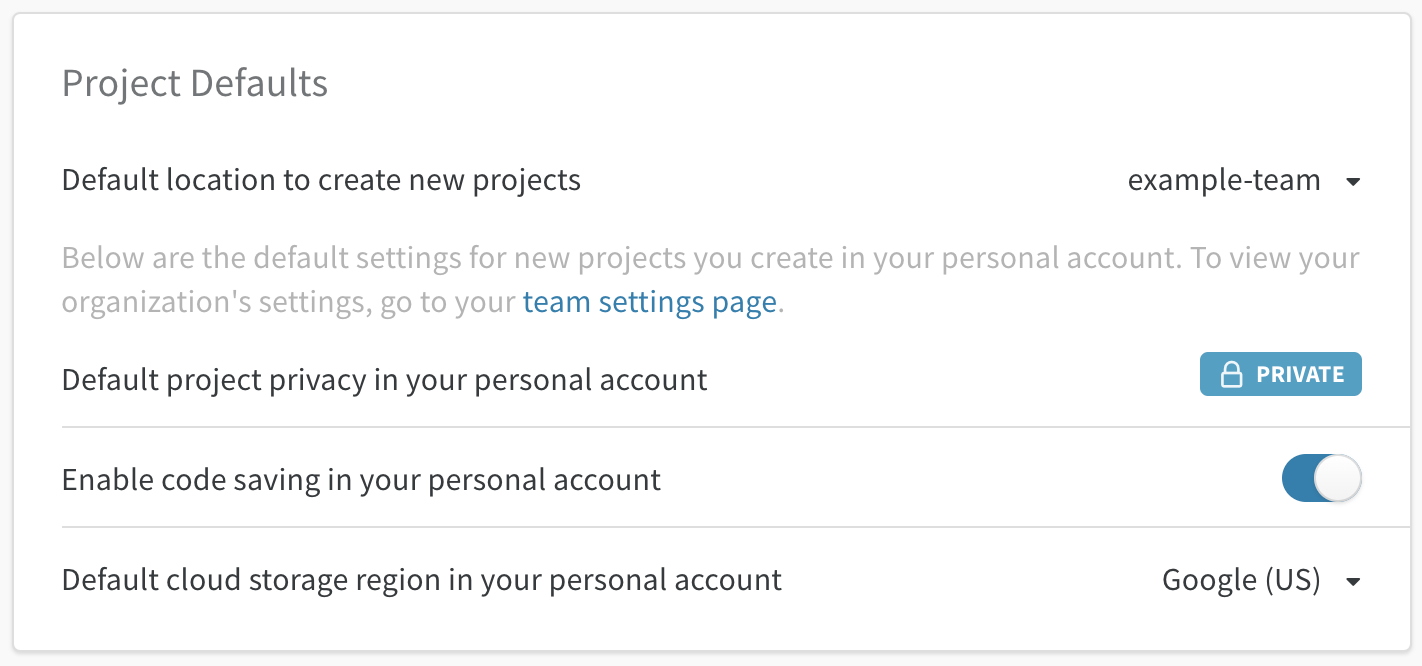 Project Defaults
Default location to create new projects example-team
Below are the default settings for new projects you create in your personal account. To view your
organization's settings, go to your team settings page.
Default project privacy in your personal account PRIVATE
Enable code saving in your personal account
Default cloud storage region in your personal account Google (US)